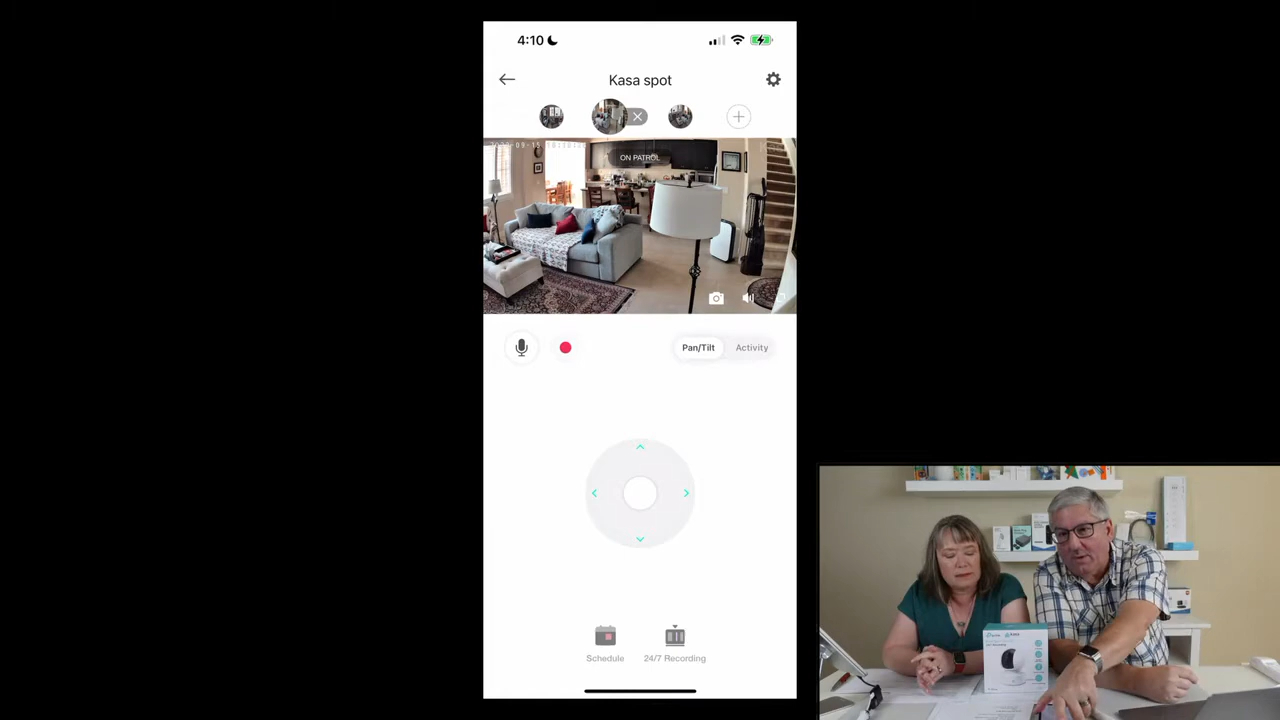 4:10
Kasa spot
ON PATROL
Pan/Tilt
Activity
Schedule
24/7 Recording